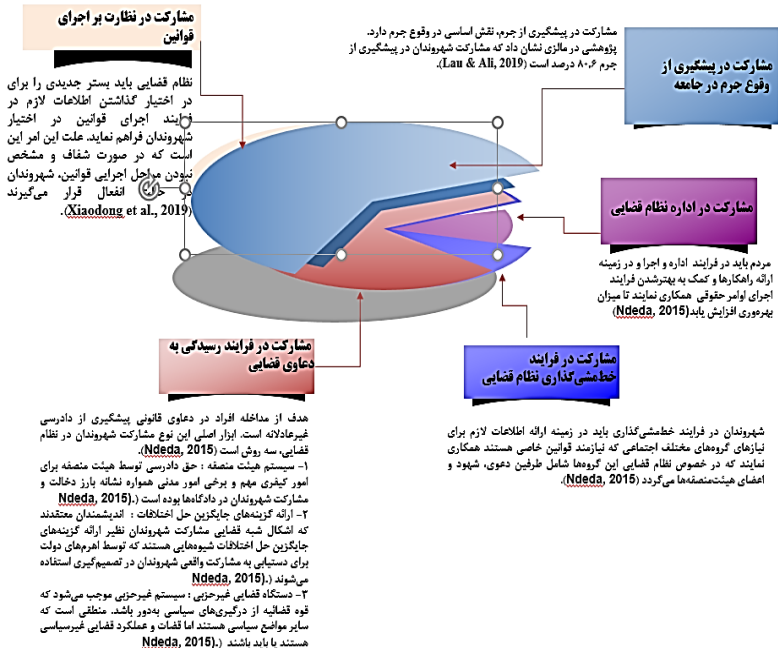 مشارکت در نظارت بر اجرای
قوانین
نظام قضایی باید بستر جدیدی را برای
در اختیار گذاشتن اطلاعات لازم در
فرایند اجرای قوانین در اختیار
شهروندان فراهم نماید. علت این امر این
است که در صورت شفاف و مشخص
نبودن مراحل اجرایی قوانین، شهروندان
در حالت انفعال قرار می‌گیرند
(Xiaodong et al., 2019).
مشارکت در پیشگیری از جرم، نقش اساسی در وقوع جرم دارد.
پژوهشی در مالزی نشان داد که مشارکت شهروندان در پیشگیری از
جرم ۸۰.۶ درصد است (Lau & Ali, 2019).
مشارکت در پیشگیری از
وقوع جرم در جامعه
مشارکت در اداره نظام قضایی
مردم باید در فرایند اداره و اجرا و در زمینه
ارائه راهکارها و کمک به بهترشدن فرایند
اجرای اوامر حقوقی همکاری نمایند تا میزان
بهره‌وری افزایش یابد(Ndeda, 2015)
مشارکت در فرایند
خط‌مشی‌گذاری نظام قضایی
شهروندان در فرایند خط‌مشی‌گذاری باید در زمینه ارائه اطلاعات لازم برای
نیازهای گروه‌های مختلف اجتماعی که نیازمند قوانین خاصی هستند همکاری
نمایند که در خصوص نظام قضایی این گروه‌ها شامل طرفین دعوی، شهود و
اعضای هیئت‌منصفه‌ها می‌گردد (Ndeda, 2015).
مشارکت در فرایند رسیدگی به
دعاوی قضایی
هدف از مداخله افراد در دعاوی قانونی پیشگیری از دادرسی
غیرعادلانه است. ابزار اصلی این نوع مشارکت شهروندان در نظام
قضایی، سه روش است (Ndeda, 2015).
۱- سیستم هیئت منصفه : حق دادرسی توسط هیئت منصفه برای
امور کیفری مهم و برخی امور مدنی همواره نشانه بارز دخالت و
مشارکت شهروندان در دادگاه‌ها بوده است (.Ndeda, 2015)
۲- ارائه گزینه‌های جایگزین حل اختلافات : اندیشمندان معتقدند
که اشکال شبه قضایی مشارکت شهروندان نظیر ارائه گزینه‌های
جایگزین حل اختلافات شیوه‌هایی هستند که توسط اهرم‌های دولت
برای دستیابی به مشارکت واقعی شهروندان در تصمیم‌گیری استفاده
می‌شوند (.Ndeda, 2015)
۳- دستگاه قضایی غیرحزبی : سیستم غیرحزبی موجب می‌شود که
قوه قضائیه از درگیری‌های سیاسی به‌دور باشد. منطقی است که
سایر مواضع سیاسی هستند اما قضات و عملکرد قضایی غیرسیاسی
هستند یا باید باشند (.Ndeda, 2015)